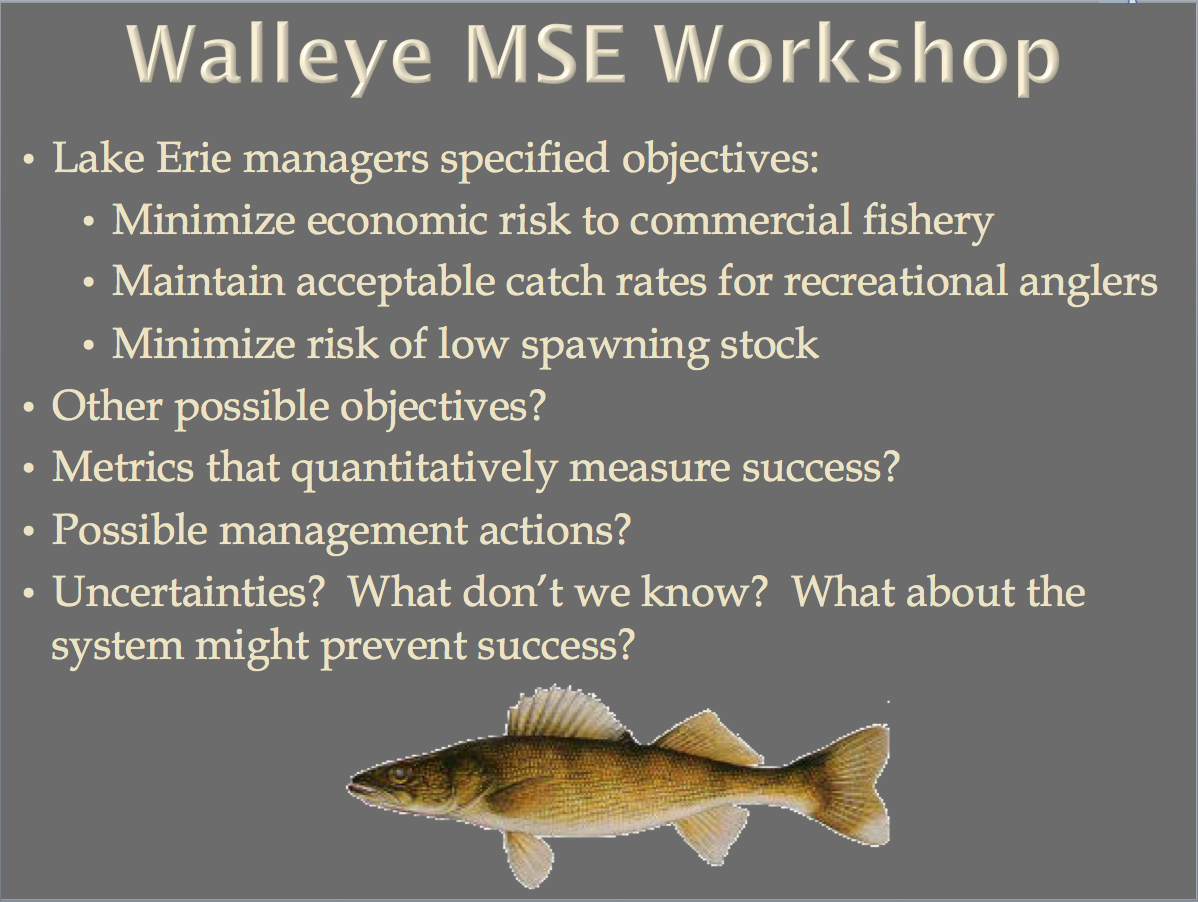 Walleye MSE Workshop
• Lake Erie managers specified objectives:
• Minimize economic risk to commercial fishery
• Maintain acceptable catch rates for recreational anglers
• Minimize risk of low spawning stock
• Other possible objectives?
• Metrics that quantitatively measure success?
• Possible management actions?
• Uncertainties?  What don’t we know?  What about the
system might prevent success?